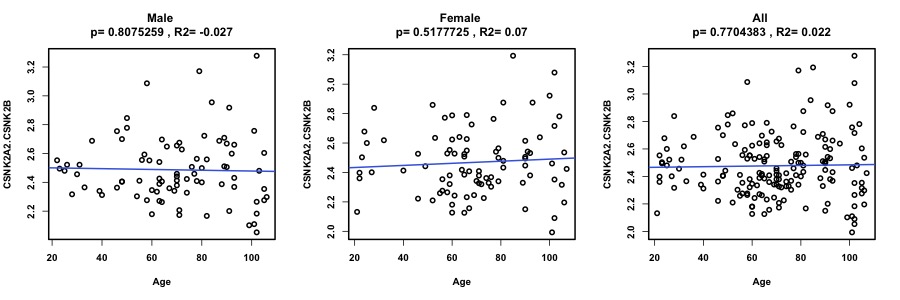 Male
p= 0.8075259 , R2= -0.027
CSNK2A2.CSNK2B
3.2
3.0
2.8
2.6
2.4
2.2
20 40 60 80 100
Age
Female
p= 0.5177725 , R2= 0.07
CSNK2A2.CSNK2B
3.2
3.0
2.8
2.6
2.4
2.2
2.0
20 40 60 80 100
Age
All
p= 0.7704383 , R2= 0.022
CSNK2A2.CSNK2B
3.2
3.0
2.8
2.6
2.4
2.2
2.0
20 40 60 80 100
Age